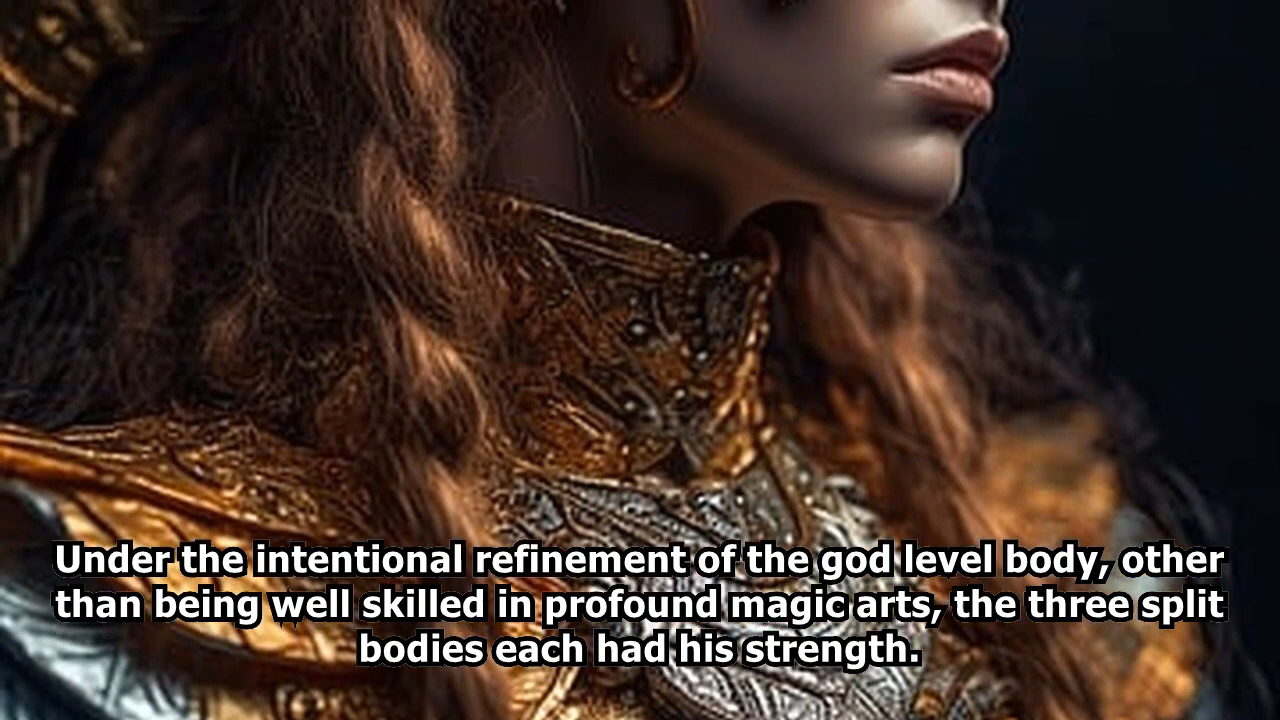 Under the intentional refinement of the god level body, other
than being well skilled in profound magic arts, the three split
bodies each had his strength.